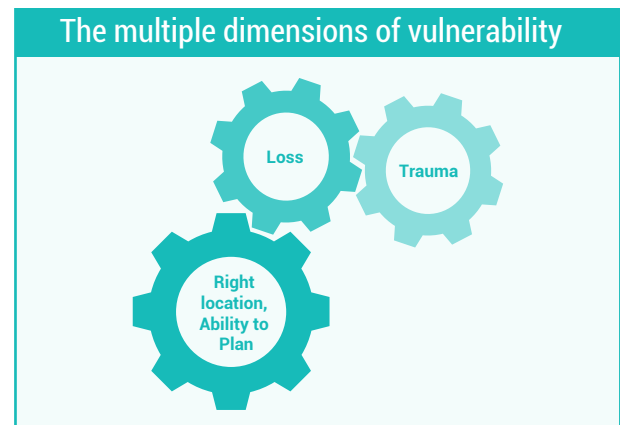 The multiple dimensions of vulnerability
Loss
Trauma
Right
location,
Ability to
Plan